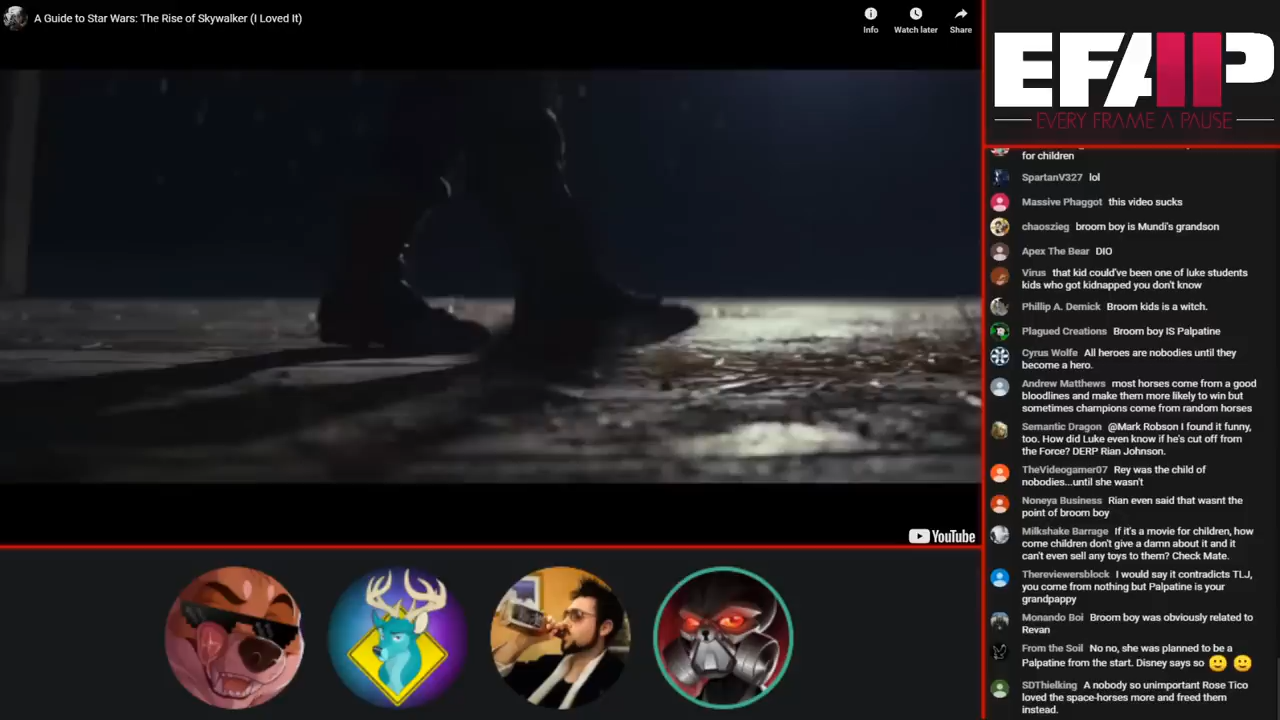 A Guide to Star Wars: The Rise of Skywalker (I Loved It)
Info
Watch later
Share
YouTube
EFAP
EVERY FRAME A PAUSE
for children
SpartanV327 lol
Massive Phaggot this video sucks
chaoszieg broom boy is Mundi's grandson
Apex The Bear DIO
Virus that kid could've been one of luke students
kids who got kidnapped you don't know
Phillip A. Demick Broom kids is a witch.
Plagued Creations Broom boy IS Palpatine
Cyrus Wolfe All heroes are nobodies until they
become a hero.
Andrew Matthews most horses come from a good
bloodlines and make them more likely to win but
sometimes champions come from random horses
Semantic Dragon @Mark Robson I found it funny,
too. How did Luke even know if he's cut off from
the Force? DERP Rian Johnson.
TheVideogamer07 Rey was the child of
nobodies...until she wasn't
Noneya Business Rian even said that wasnt the
point of broom boy
Milkshake Barrage If it's a movie for children, how
come children don't give a damn about it and it
can't even sell any toys to them? Check Mate.
Thereviewersblock I would say it contradicts TLJ,
you come from nothing but Palpatine is your
grandpappy
Monando Boi Broom boy was obviously related to
Revan
From the Soil No no, she was planned to be a
Palpatine from the start. Disney says so 🙂 🙂
SDThielking A nobody so unimportant Rose Tico
loved the space-horses more and freed them
instead.